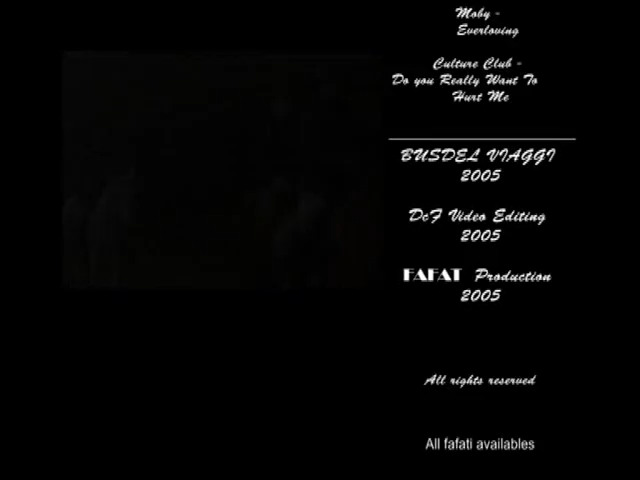 Moby -
Everloving
Culture Club -
Do you Really Want To
Hurt Me
BUSDEL VIAGGI
2005
DcF Video Editing
2005
FAFAT Production
2005
All rights reserved
All fafati availables